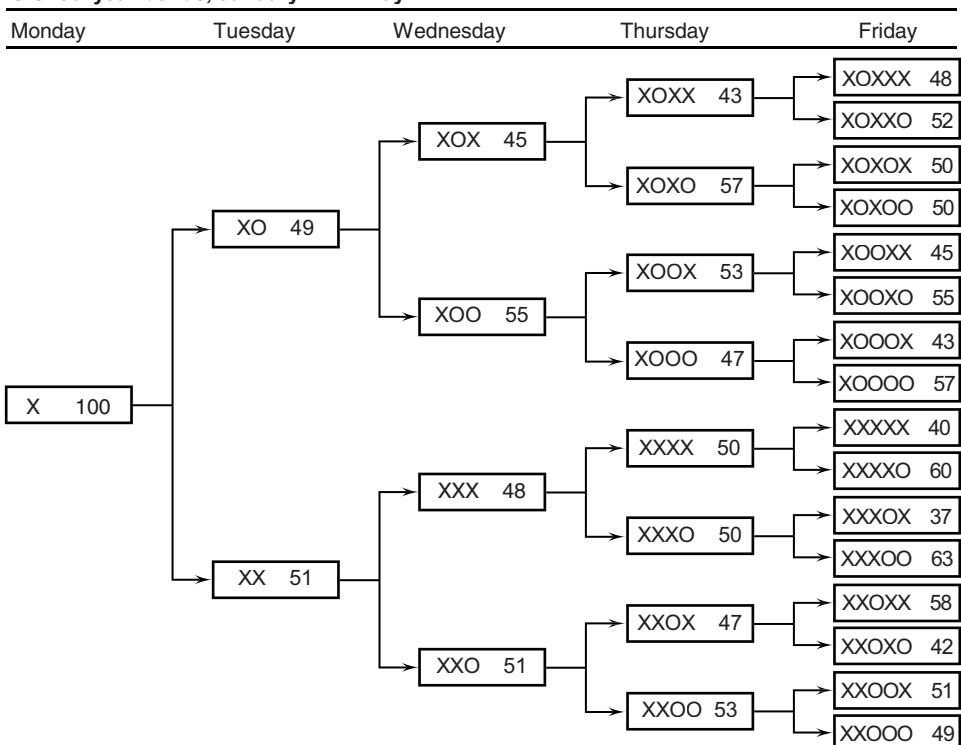 Monday Tuesday Wednesday Thursday Friday
XOXXX 48
XOXX 43
XOXXO 52
XOX 45
XOXOX 50
XOXO 57
XOXOO 50
XO 49
XOOXX 45
XOOX 53
XOOXO 55
XOO 55
XOOOX 43
XOOO 47
XOOOO 57
X 100
XXXXX 40
XXXX 50
XXXXO 60
XXX 48
XXXOX 37
XXXO 50
XXXOO 63
XX 51
XXOXX 58
XXOX 47
XXOXO 42
XXO 51
XXOOX 51
XXOO 53
XXOOO 49